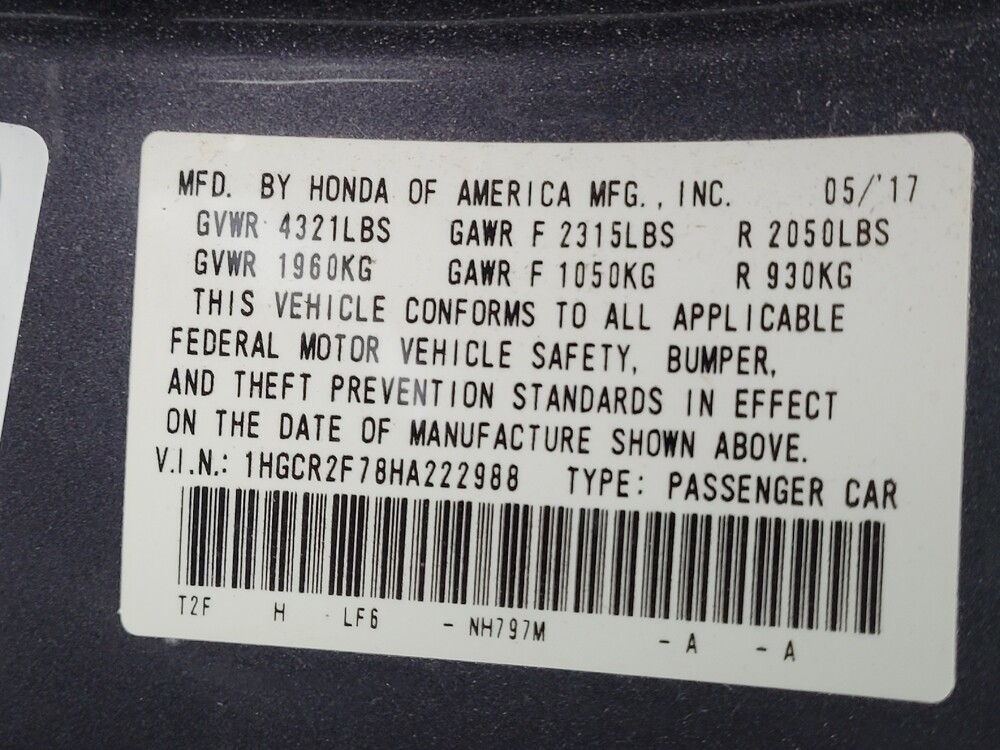 MFD. BY HONDA OF AMERICA MFG., INC. 05/'17
GVWR 4321LBS GAWR F 2315LBS R 2050LBS
GVWR 1960KG GAWR F 1050KG R 930KG
THIS VEHICLE CONFORMS TO ALL APPLICABLE
FEDERAL MOTOR VEHICLE SAFETY, BUMPER,
AND THEFT PREVENTION STANDARDS IN EFFECT
ON THE DATE OF MANUFACTURE SHOWN ABOVE.
V.I.N.: 1HGCR2F78HA222988 TYPE: PASSENGER CAR
T2F H - LF6 - NH797M - A - A